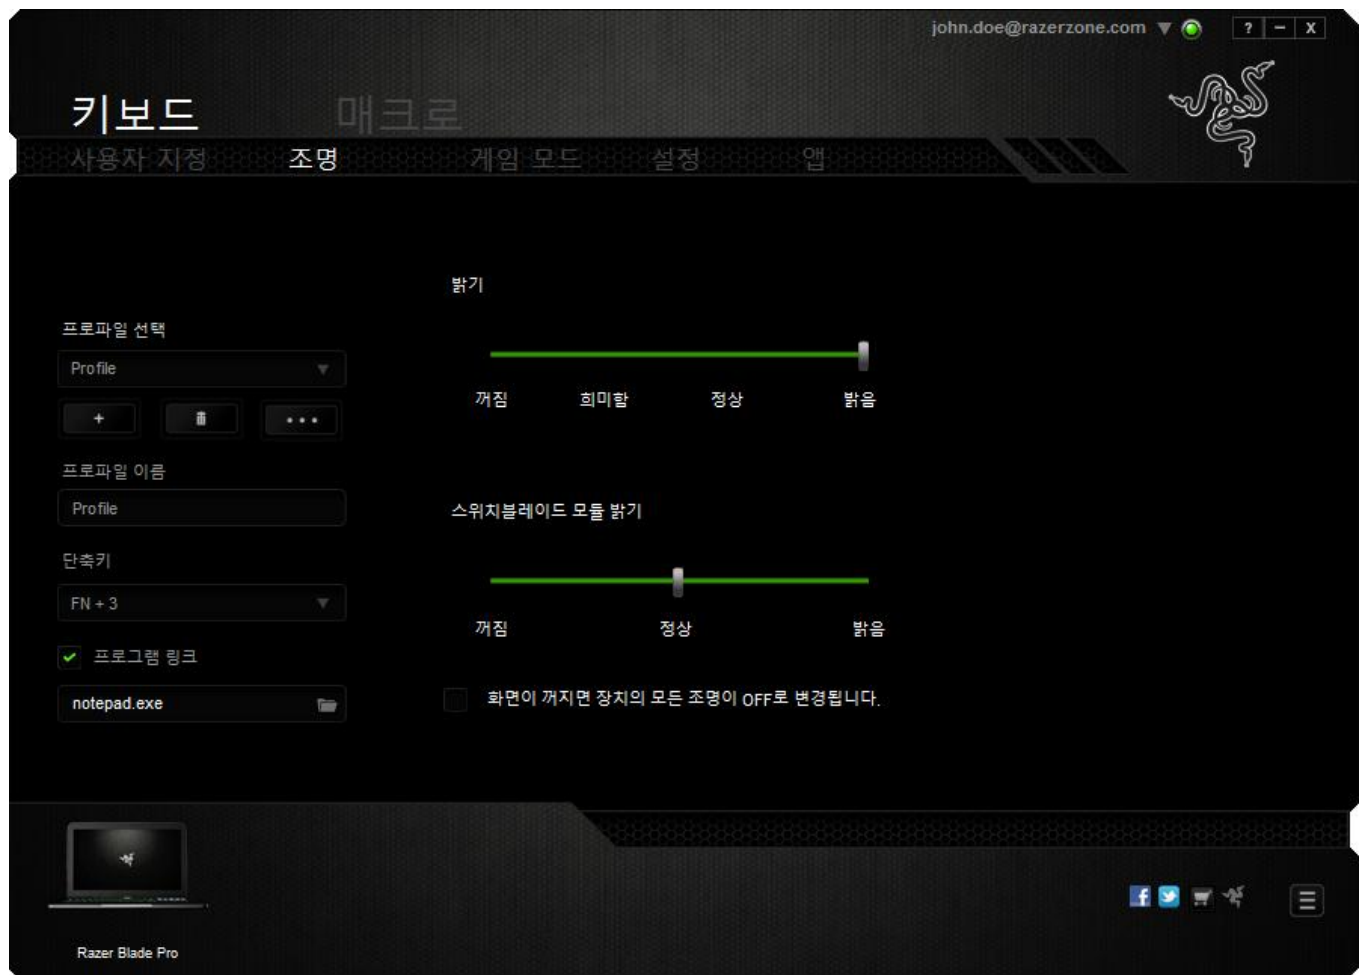 john.doe@razerzone.com
? – X
키보드 매크로
사용자 지정 조명 게임 모드 설정 앱
밝기
프로파일 선택
Profile
꺼짐 희미함 정상 밝음
프로파일 이름
Profile
스위치블레이드 모듈 밝기
단축키
FN + 3
꺼짐 정상 밝음
프로그램 링크
notepad.exe
화면이 꺼지면 장치의 모든 조명이 OFF로 변경됩니다.
Razer Blade Pro